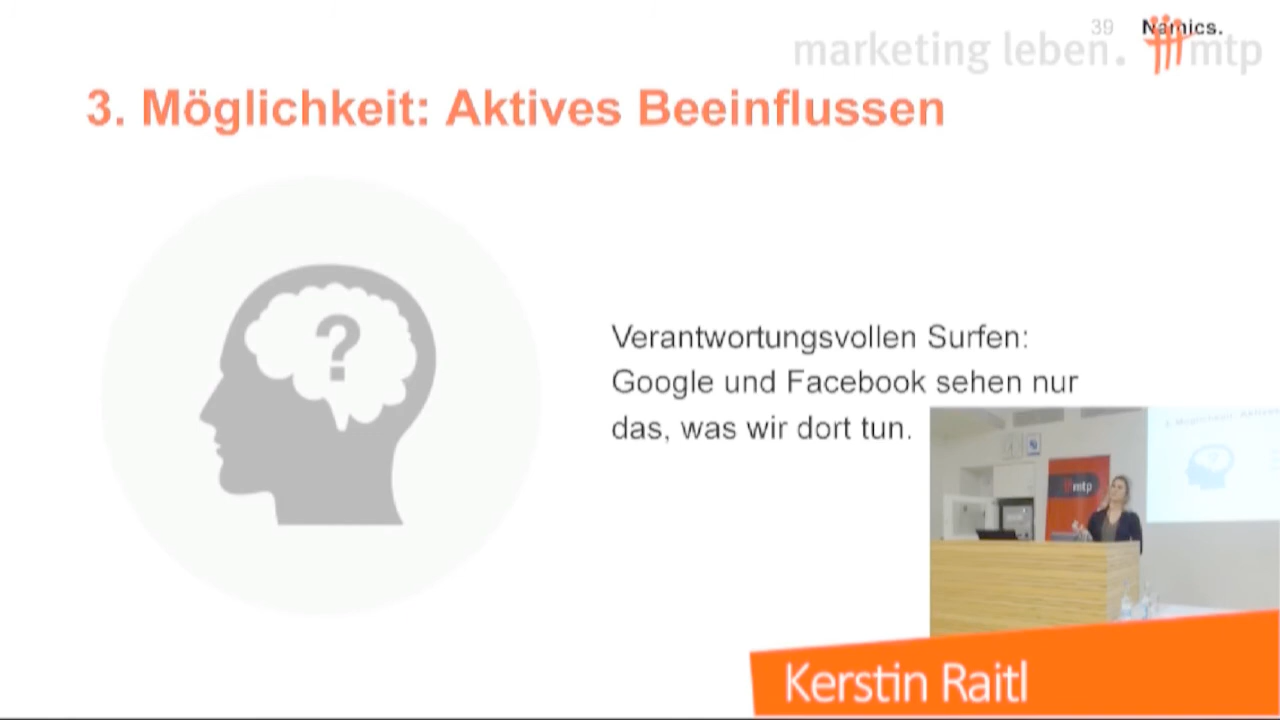 39 Namics.
marketing leben. mtp
3. Möglichkeit: Aktives Beeinflussen
?
Verantwortungsvollen Surfen:
Google und Facebook sehen nur
das, was wir dort tun.
mtp
Kerstin Raitl